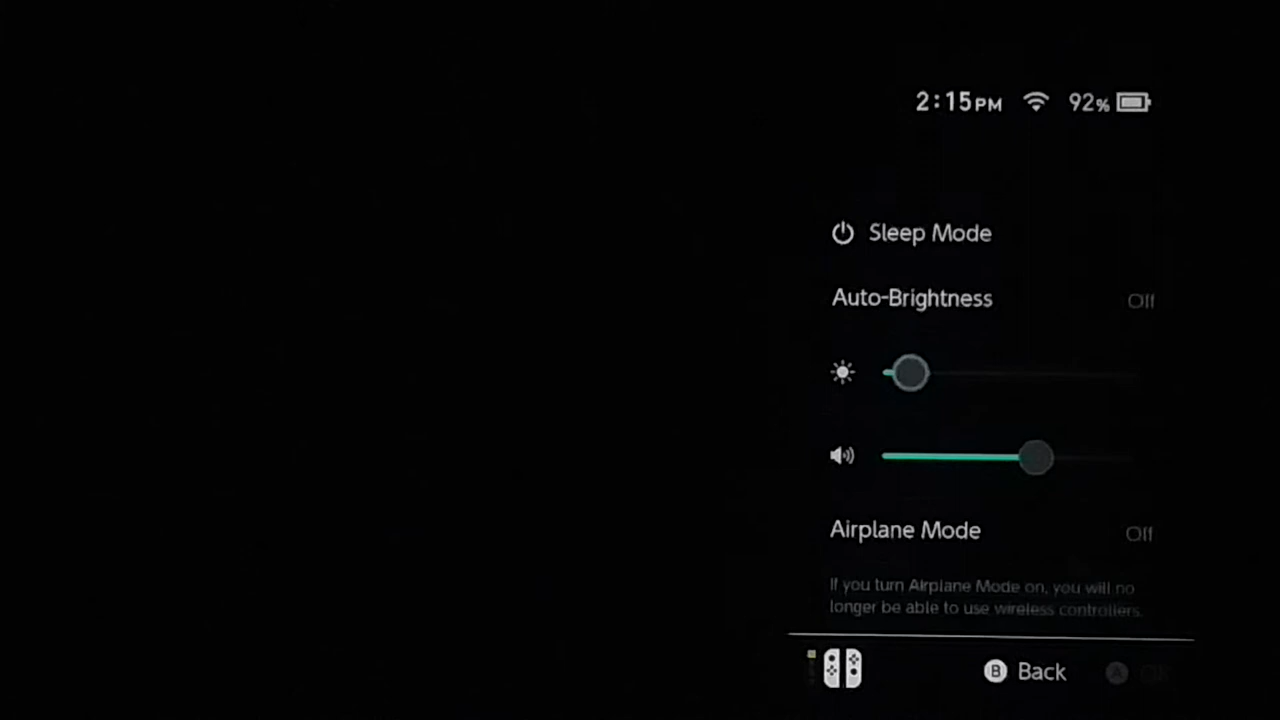 2:15PM 92%
Sleep Mode
Auto-Brightness Off
Airplane Mode Off
If you turn Airplane Mode on, you will no
longer be able to use wireless controllers.
B Back A OK